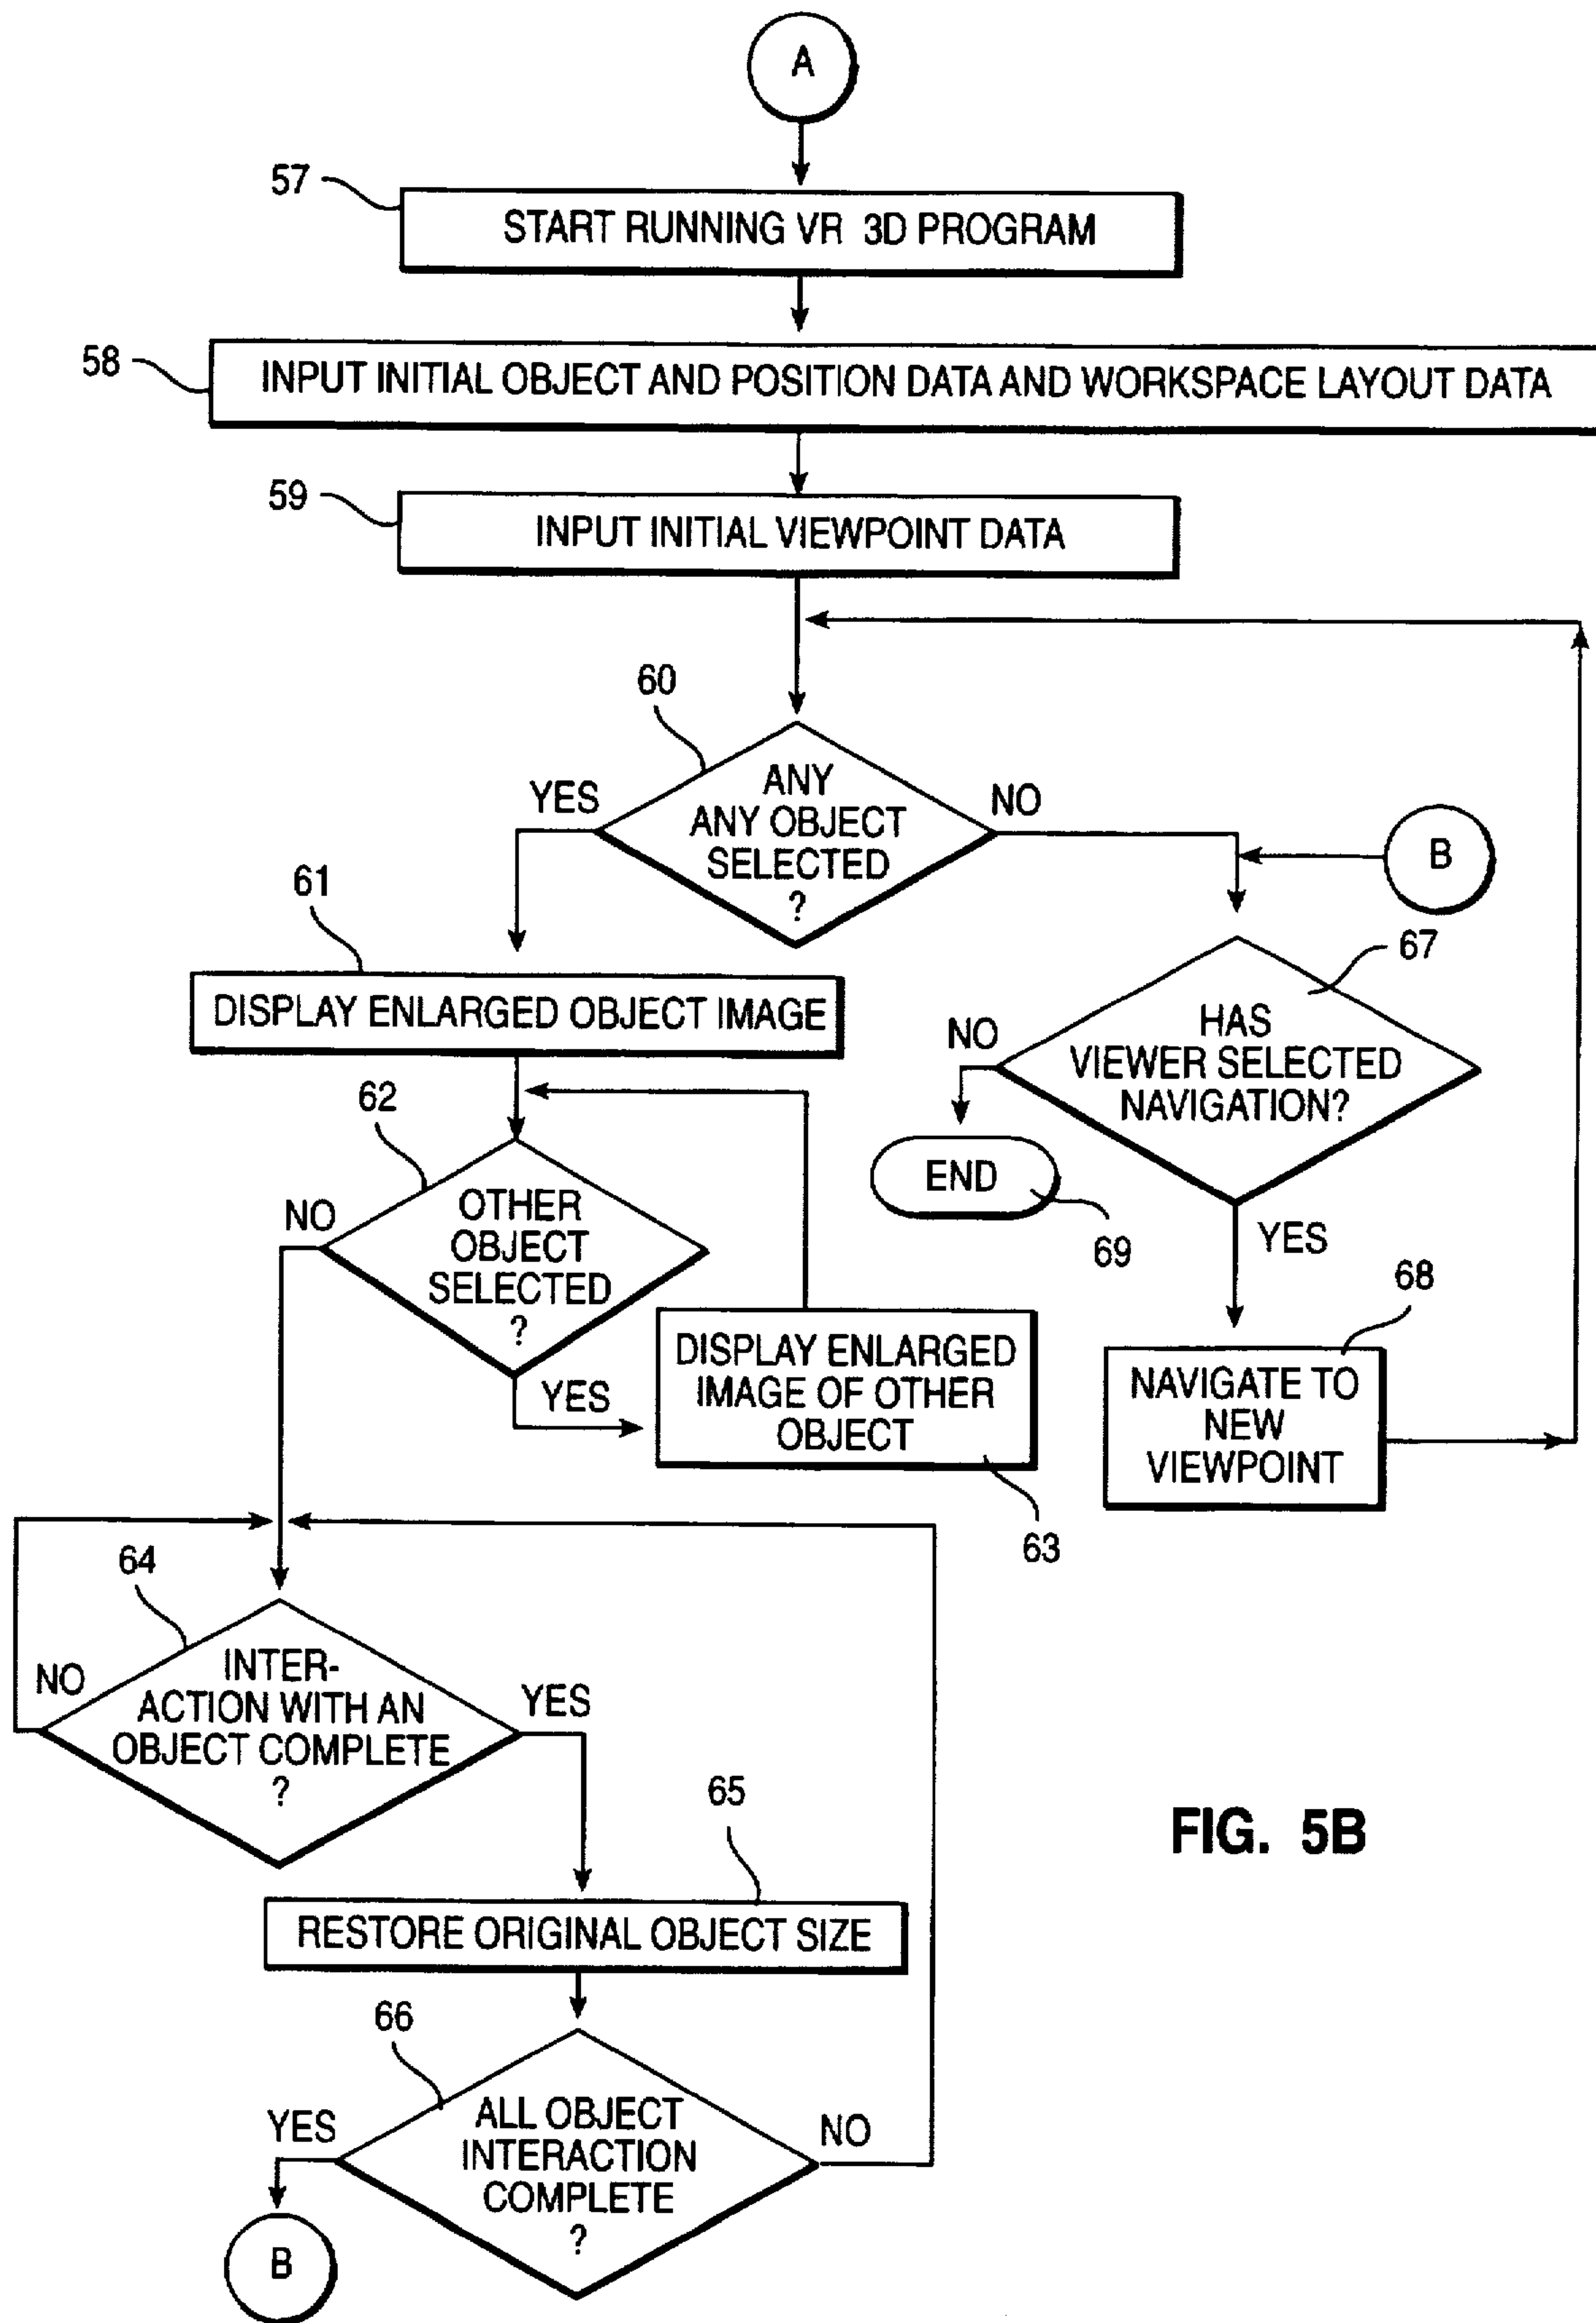 A
57
START RUNNING VR 3D PROGRAM
58
INPUT INITIAL OBJECT AND POSITION DATA AND WORKSPACE LAYOUT DATA
59
INPUT INITIAL VIEWPOINT DATA
60
YES
ANY
ANY OBJECT
SELECTED
?
NO
B
61
DISPLAY ENLARGED OBJECT IMAGE
67
HAS
VIEWER SELECTED
NAVIGATION?
NO
END
69
YES
68
NAVIGATE TO
NEW
VIEWPOINT
62
NO
OTHER
OBJECT
SELECTED
?
YES
DISPLAY ENLARGED
IMAGE OF OTHER
OBJECT
63
64
NO
INTER-
ACTION WITH AN
OBJECT COMPLETE
?
YES
65
RESTORE ORIGINAL OBJECT SIZE
66
YES
ALL OBJECT
INTERACTION
COMPLETE
?
NO
B
FIG. 5B